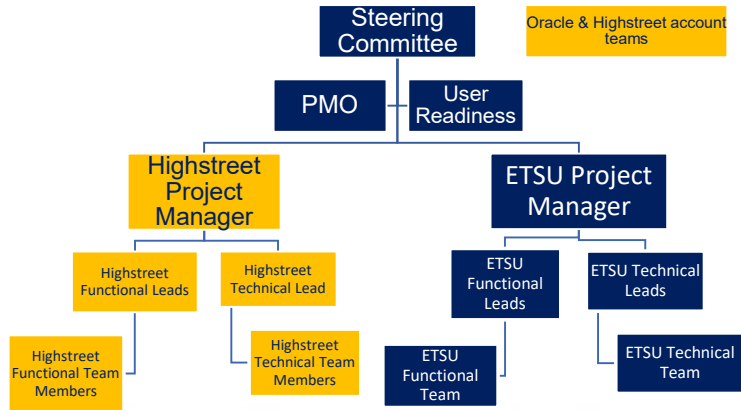 Steering
Committee
Oracle & Highstreet account
teams
PMO
User
Readiness
Highstreet
Project
Manager
ETSU Project
Manager
Highstreet
Functional Leads
Highstreet
Technical Lead
ETSU
Functional
Leads
ETSU Technical
Leads
Highstreet
Functional Team
Members
Highstreet
Technical Team
Members
ETSU
Functional
Team
ETSU Technical
Team